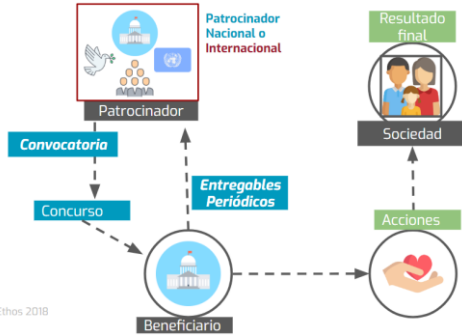 Patrocinador
Nacional o
Internacional
Resultado
final
Patrocinador
Sociedad
Convocatoria
Entregables
Periódicos
Concurso
Acciones
Ethos 2018
Beneficiario